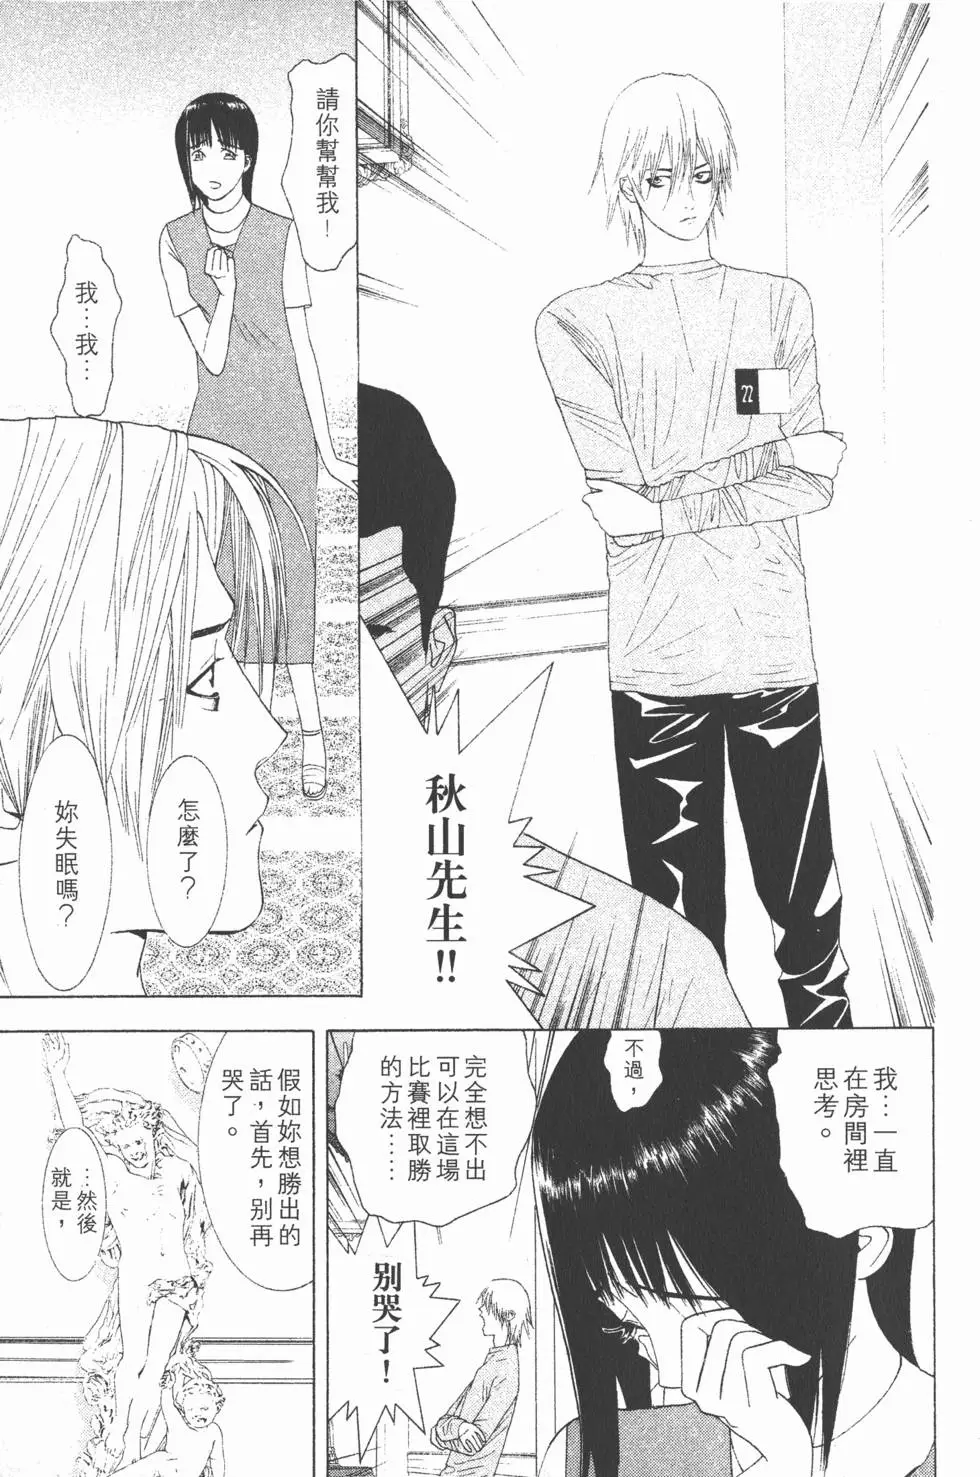 秋山先生!!
22
請你幫幫我!
我…我…
怎麼了?
妳失眠嗎?
我…一直
在房間裡
思考。
不過,
完全想不出
可以在這場
比賽裡取勝
的方法……
別哭了!
假如妳想勝出的
話,首先,別再
哭了。
…然後
就是,